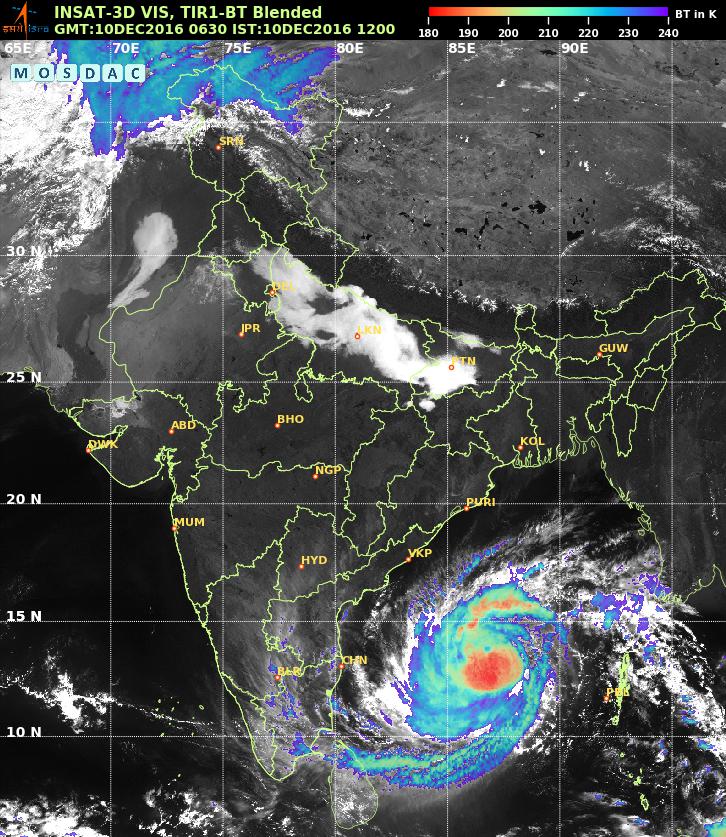 INSAT-3D VIS, TIR1-BT Blended
GMT:10DEC2016 0630 IST:10DEC2016 1200
BT in K
180 190 200 210 220 230 240
65E 70E 75E 80E 85E 90E
MOSDAC
SRN
30 N
DEL
JPR LKN
PTN GUW
25 N
ABD BHO
DWK KOL
NGP
20 N
PURI
MUM
VKP
HYD
15 N
CHN
BLR
PBL
10 N